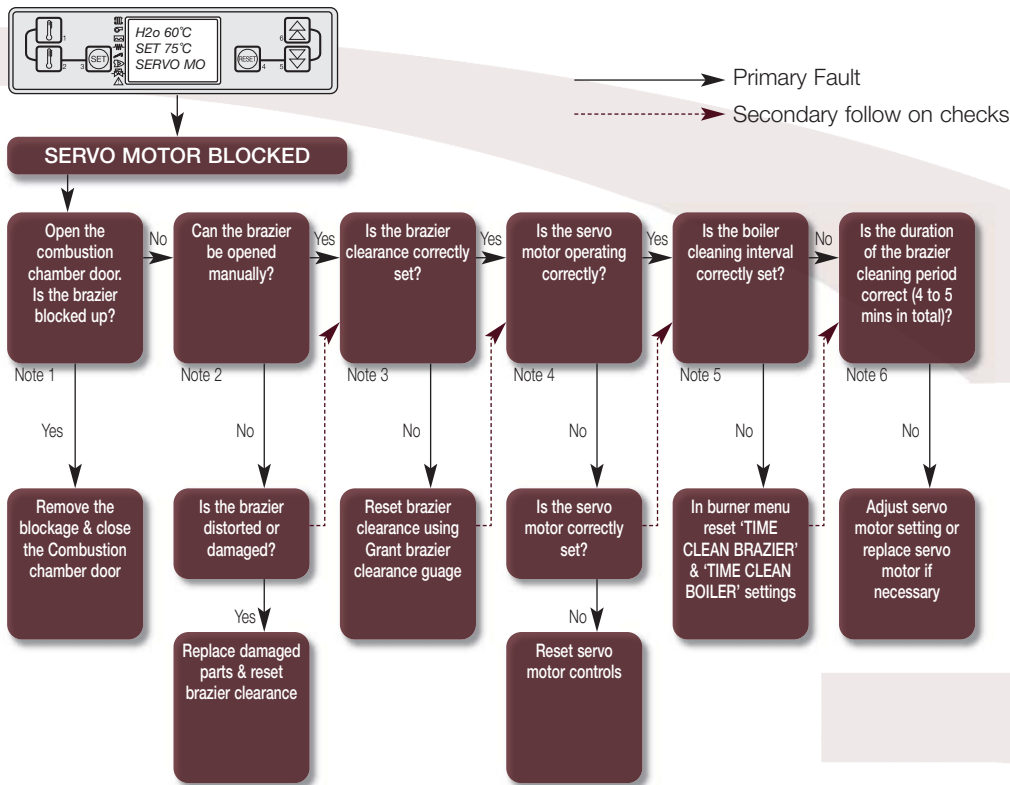 H2o 60°C
SET 75°C
SERVO MO
1
2
3
SET
RESET
4
5
6
Primary Fault
Secondary follow on checks
SERVO MOTOR BLOCKED
Open the
combustion
chamber door.
Is the brazier
blocked up?
No
Can the brazier
be opened
manually?
Yes
Is the brazier
clearance correctly
set?
Yes
Is the servo
motor operating
correctly?
Yes
Is the boiler
cleaning interval
correctly set?
No
Is the duration
of the brazier
cleaning period
correct (4 to 5
mins in total)?
Note 1
Note 2
Note 3
Note 4
Note 5
Note 6
Yes
No
No
No
No
No
Remove the
blockage & close
the Combustion
chamber door
Is the brazier
distorted or
damaged?
Reset brazier
clearance using
Grant brazier
clearance guage
Is the servo
motor correctly
set?
In burner menu
reset ‘TIME
CLEAN BRAZIER’
& ‘TIME CLEAN
BOILER’ settings
Adjust servo
motor setting or
replace servo
motor if
necessary
Yes
No
Replace damaged
parts & reset
brazier clearance
Reset servo
motor controls